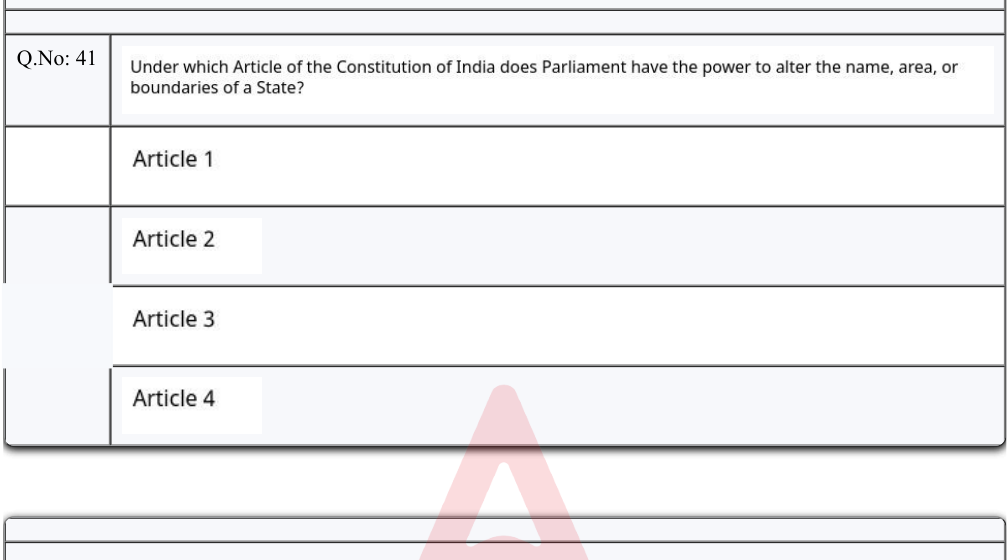 Q.No: 41
Under which Article of the Constitution of India does Parliament have the power to alter the name, area, or
boundaries of a State?
Article 1
Article 2
Article 3
Article 4